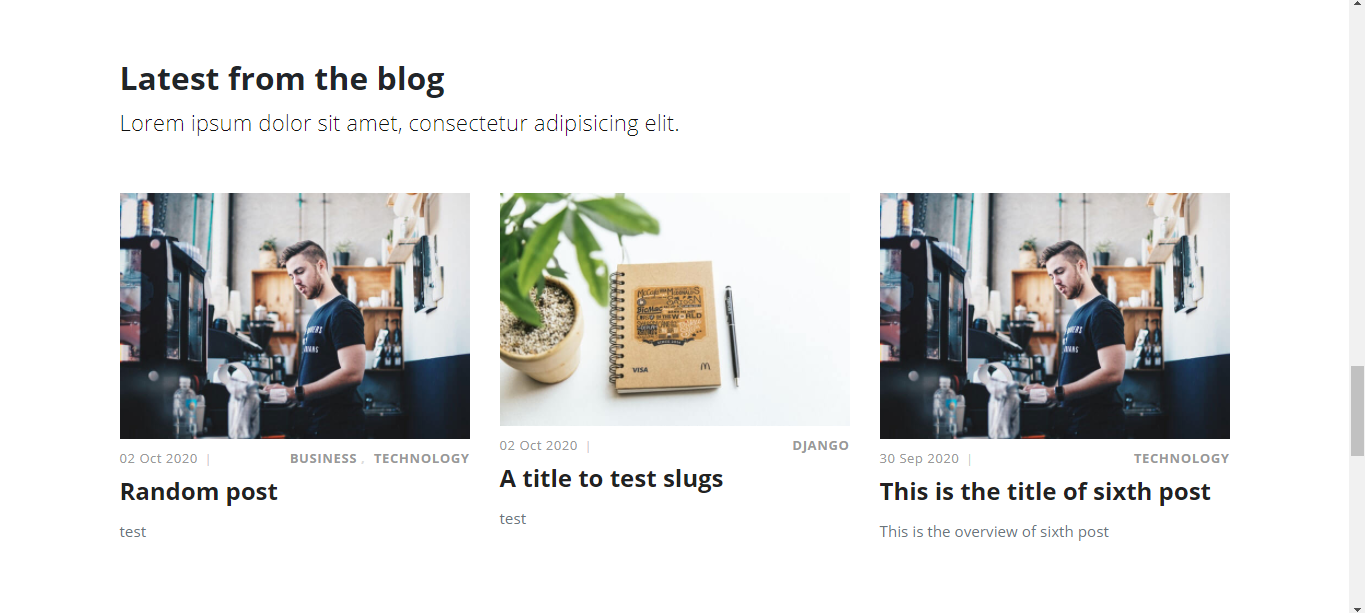 Latest from the blog
Lorem ipsum dolor sit amet, consectetur adipisicing elit.
VISA
02 Oct 2020 |
BUSINESS , TECHNOLOGY
Random post
test
02 Oct 2020 |
DJANGO
A title to test slugs
test
30 Sep 2020 |
TECHNOLOGY
This is the title of sixth post
This is the overview of sixth post